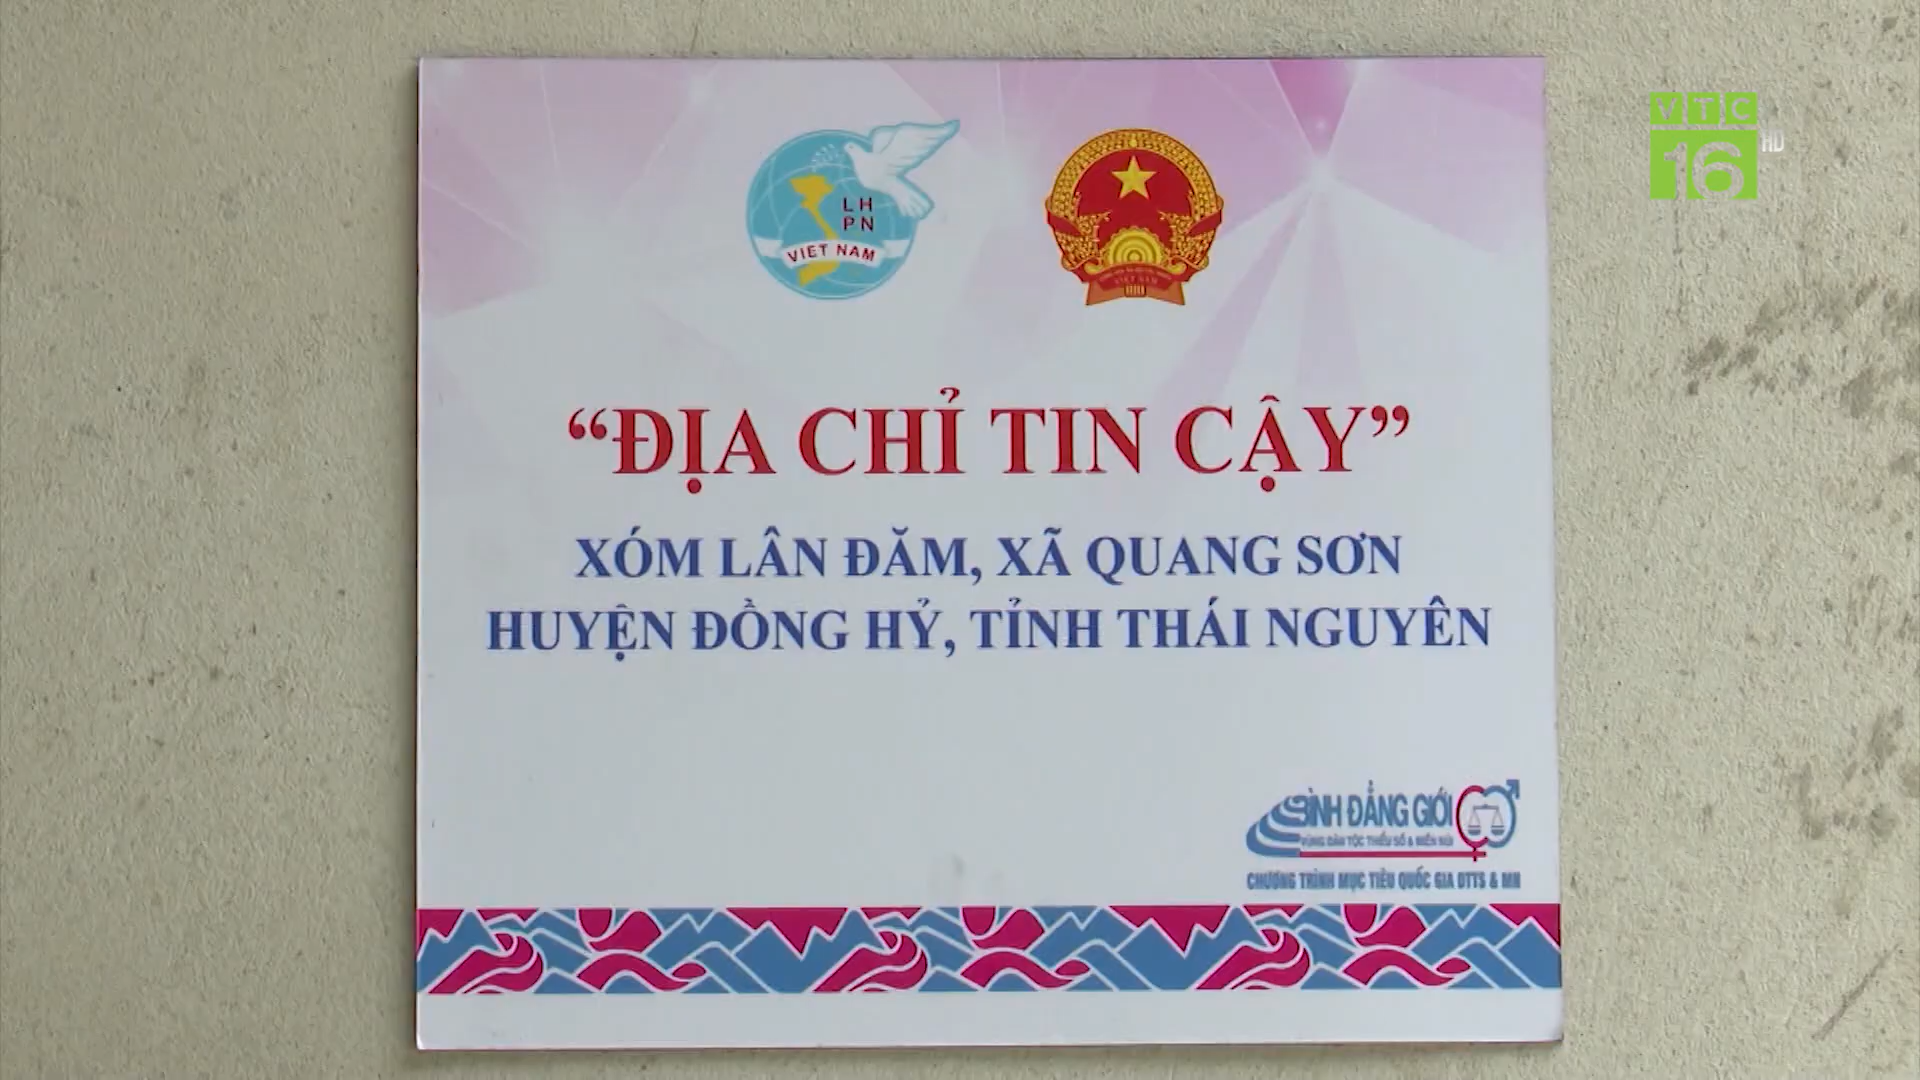 VTC
16
HD
LH
PN
VIET NAM
VIỆT NAM
“ĐỊA CHỈ TIN CẬY”
XÓM LÂN ĐĂM, XÃ QUANG SƠN
HUYỆN ĐỒNG HỶ, TỈNH THÁI NGUYÊN
BÌNH ĐẲNG GIỚI
VÙNG DÂN TỘC THIỂU SỐ & MIỀN NÚI
CHƯƠNG TRÌNH MỤC TIÊU QUỐC GIA DTTS & MN